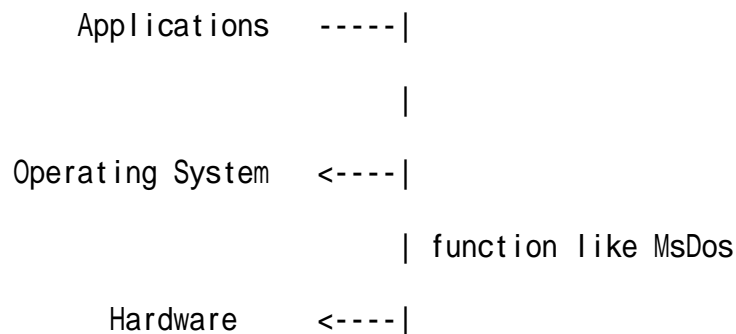 Applications -----|
|
Operating System <----|
| function like MsDos
Hardware <----|